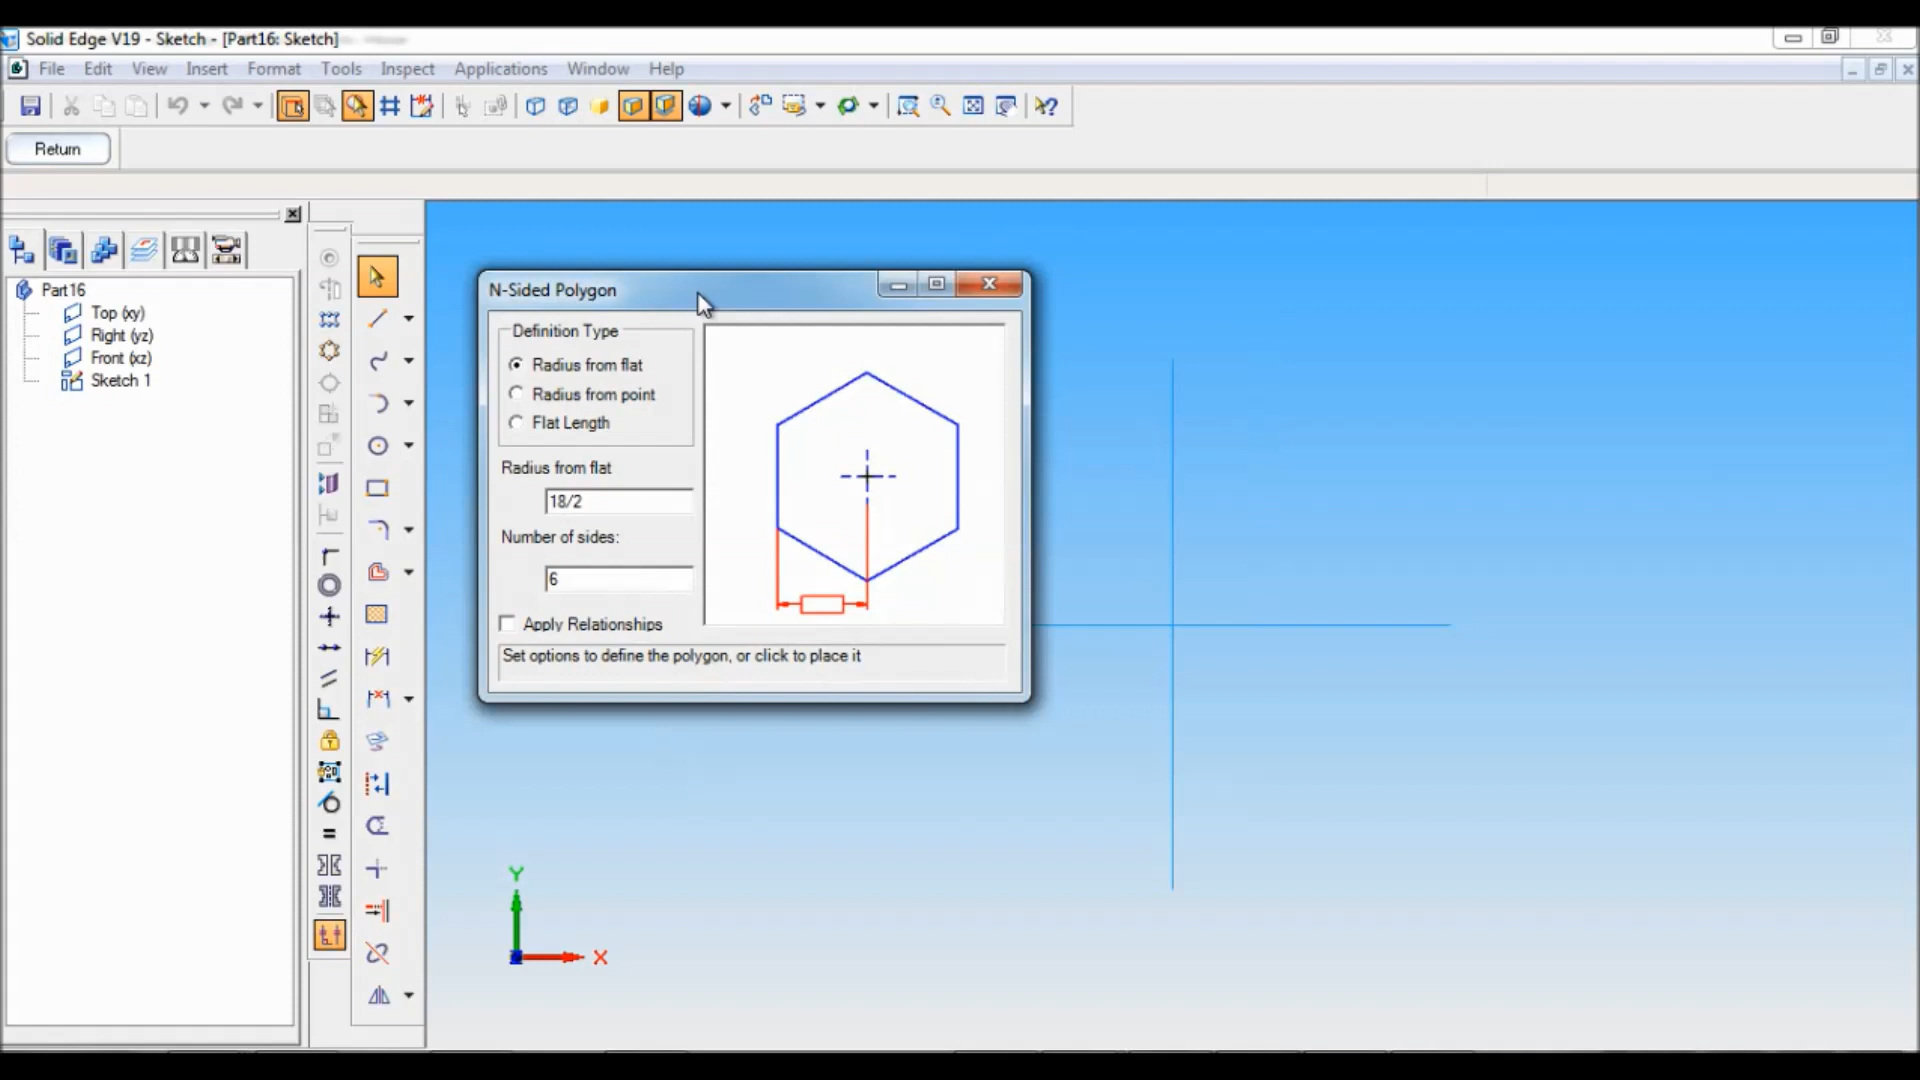 Solid Edge V19 - Sketch - [Part16: Sketch]
File Edit View Insert Format Tools Inspect Applications Window Help
Return
Part16
Top (xy)
Right (yz)
Front (xz)
Sketch 1
N-Sided Polygon
Definition Type
Radius from flat
Radius from point
Flat Length
Radius from flat
18/2
Number of sides:
6
Apply Relationships
Set options to define the polygon, or click to place it
Y
X